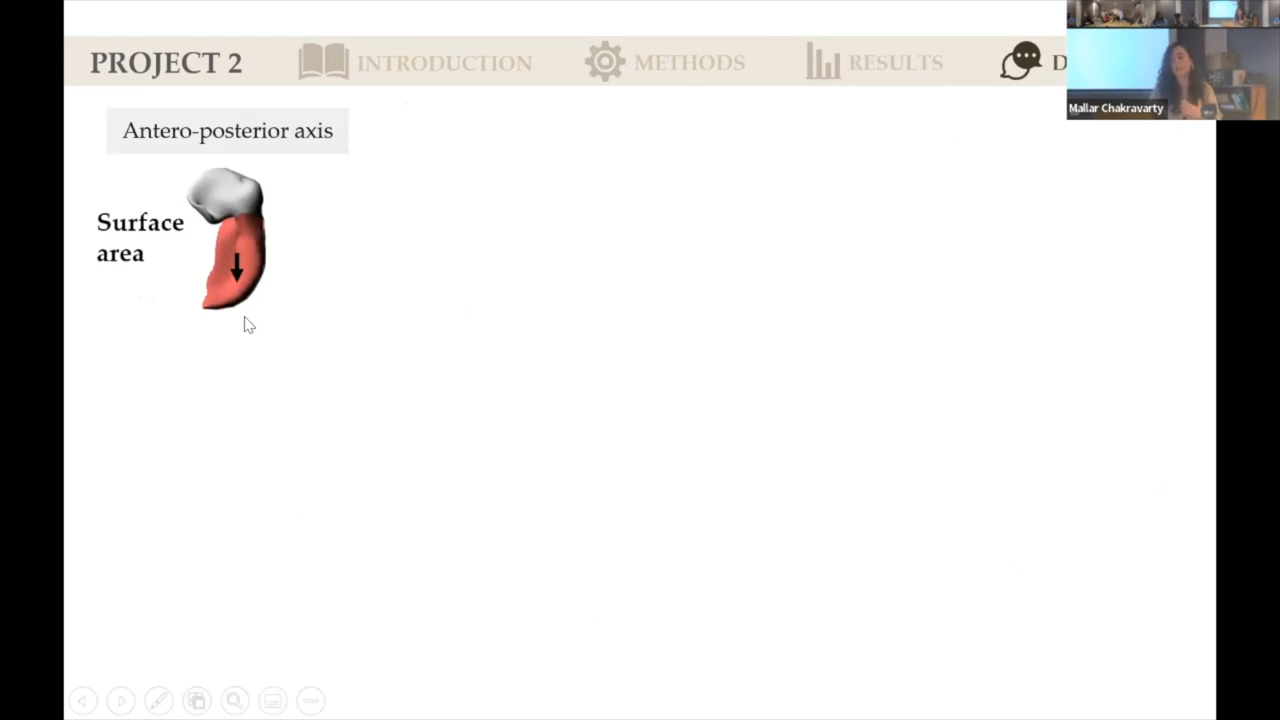 PROJECT 2
INTRODUCTION
METHODS
RESULTS
D
Mallar Chakravarty
Antero-posterior axis
Surface
area